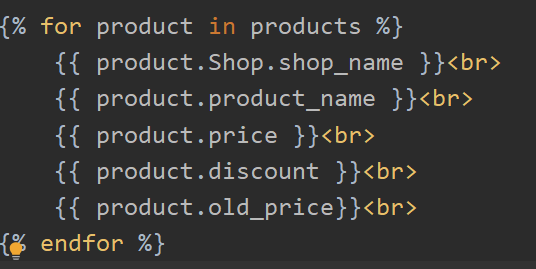 {% for product in products %}
{{ product.Shop.shop_name }}<br>
{{ product.product_name }}<br>
{{ product.price }}<br>
{{ product.discount }}<br>
{{ product.old_price}}<br>
{% endfor %}